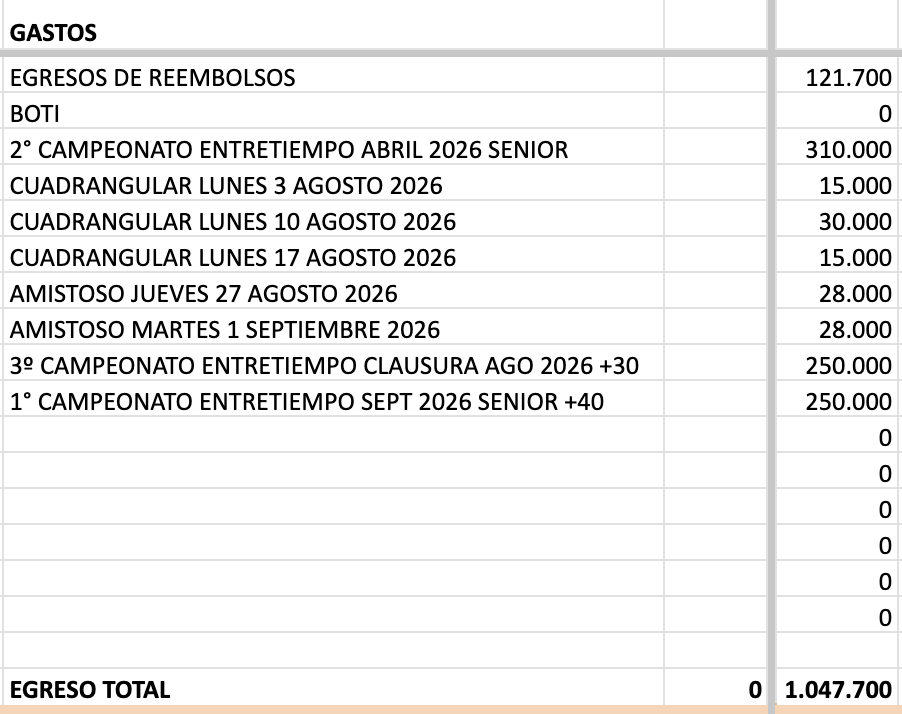 GASTOS
EGRESOS DE REEMBOLSOS 121.700
BOTI 0
2° CAMPEONATO ENTRETIEMPO ABRIL 2026 SENIOR 310.000
CUADRANGULAR LUNES 3 AGOSTO 2026 15.000
CUADRANGULAR LUNES 10 AGOSTO 2026 30.000
CUADRANGULAR LUNES 17 AGOSTO 2026 15.000
AMISTOSO JUEVES 27 AGOSTO 2026 28.000
AMISTOSO MARTES 1 SEPTIEMBRE 2026 28.000
3º CAMPEONATO ENTRETIEMPO CLAUSURA AGO 2026 +30 250.000
1° CAMPEONATO ENTRETIEMPO SEPT 2026 SENIOR +40 250.000
0
0
0
0
0
0
EGRESO TOTAL 0 1.047.700